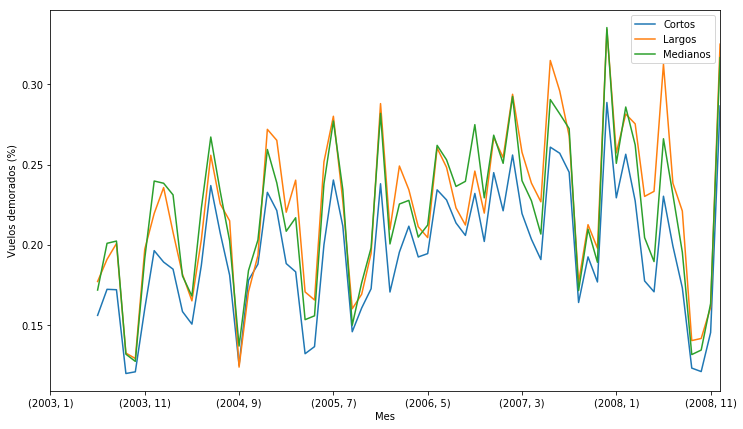 Cortos
Largos
Medianos
Vuelos demorados (%)
0.30
0.25
0.20
0.15
(2003, 1)
(2003, 11)
(2004, 9)
(2005, 7)
(2006, 5)
(2007, 3)
(2008, 1)
(2008, 11)
Mes